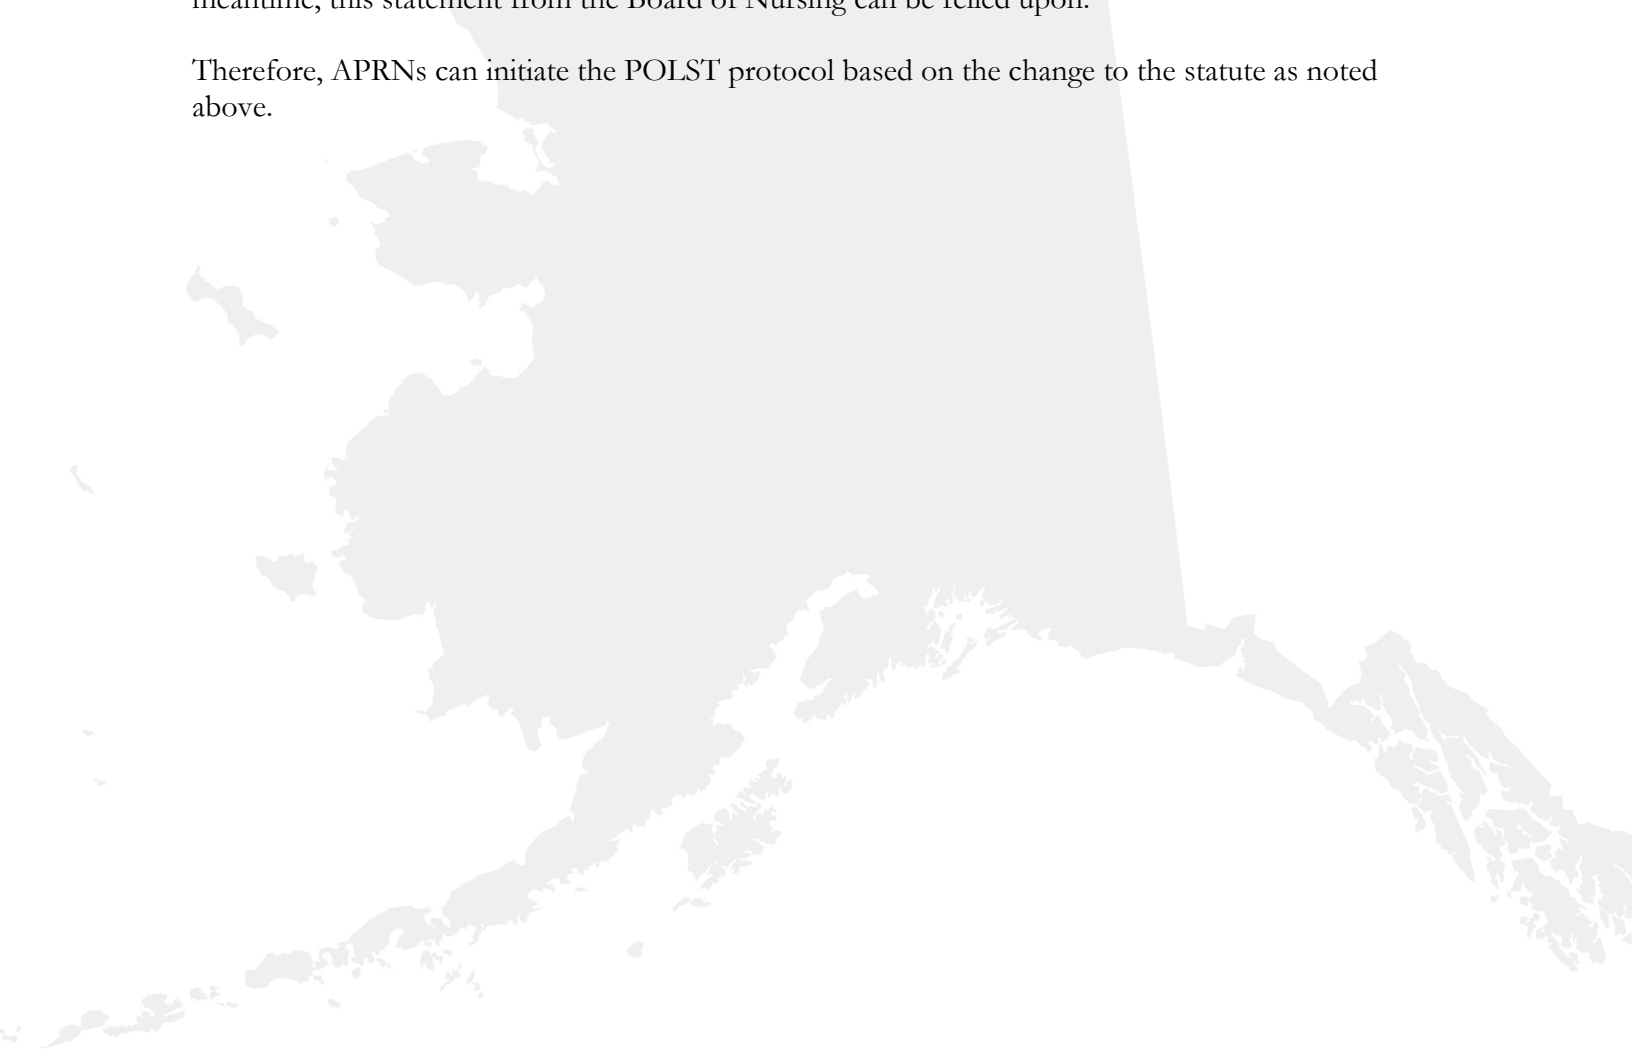 meantime, this statement from the Board of Nursing can be relied upon.
Therefore, APRNs can initiate the POLST protocol based on the change to the statute as noted
above.